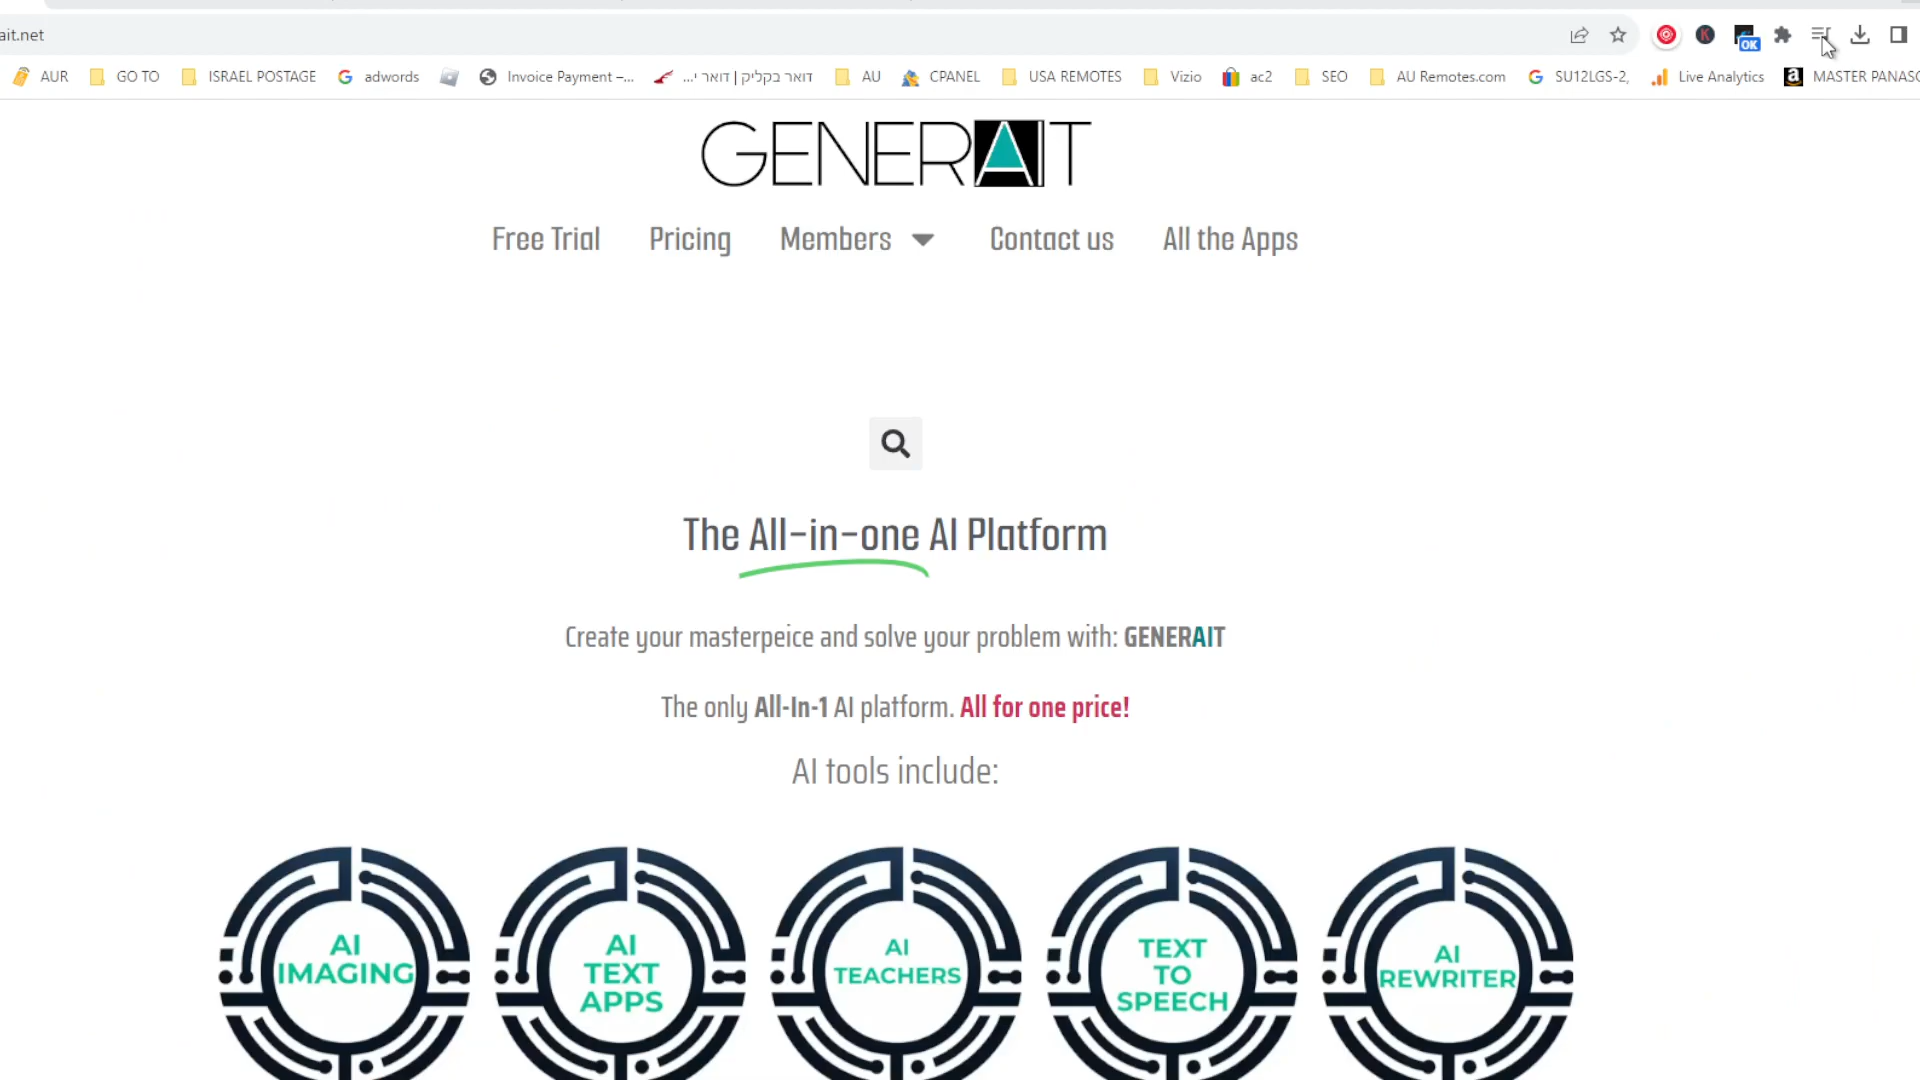 ait.net
AUR GO TO ISRAEL POSTAGE adwords Invoice Payment –... דואר בקליק | דואר י... AU CPANEL USA REMOTES Vizio ac2 SEO AU Remotes.com SU12LGS-2, Live Analytics MASTER PANASO
OK
K
GENERAIT
Free Trial Pricing Members Contact us All the Apps
The All-in-one AI Platform
Create your masterpeice and solve your problem with: GENERAIT
The only All-In-1 AI platform. All for one price!
AI tools include:
AI IMAGING
AI TEXT APPS
AI TEACHERS
TEXT TO SPEECH
AI REWRITER